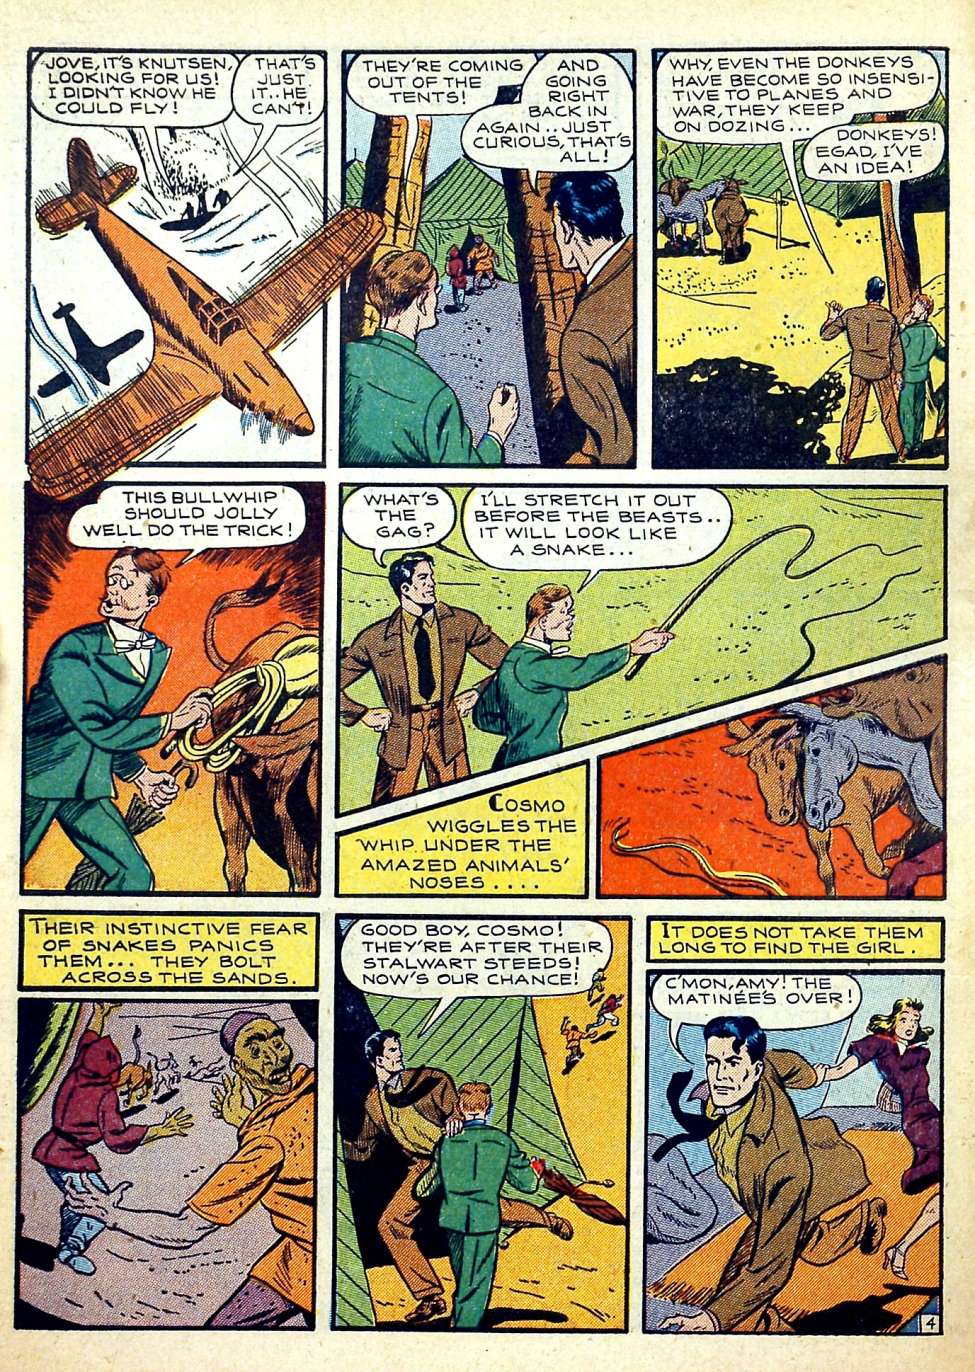 JOVE, IT'S KNUTSEN,
LOOKING FOR US!
I DIDN'T KNOW HE
COULD FLY!
THAT'S
JUST
IT.. HE
CAN'T!
THEY'RE COMING
OUT OF THE
TENTS!
AND
GOING
RIGHT
BACK IN
AGAIN.. JUST
CURIOUS, THAT'S
ALL!
WHY, EVEN THE DONKEYS
HAVE BECOME SO INSENSI-
TIVE TO PLANES AND
WAR, THEY KEEP
ON DOZING...
DONKEYS!
EGAD, I'VE
AN IDEA!
THIS BULLWHIP
SHOULD JOLLY
WELL DO THE TRICK!
WHAT'S
THE
GAG?
I'LL STRETCH IT OUT
BEFORE THE BEASTS..
IT WILL LOOK LIKE
A SNAKE...
COSMO
WIGGLES THE
WHIP UNDER THE
AMAZED ANIMALS'
NOSES....
THEIR INSTINCTIVE FEAR
OF SNAKES PANICS
THEM... THEY BOLT
ACROSS THE SANDS.
GOOD BOY, COSMO!
THEY'RE AFTER THEIR
STALWART STEEDS!
NOW'S OUR CHANCE!
IT DOES NOT TAKE THEM
LONG TO FIND THE GIRL.
C'MON, AMY! THE
MATINÉE'S OVER!
4